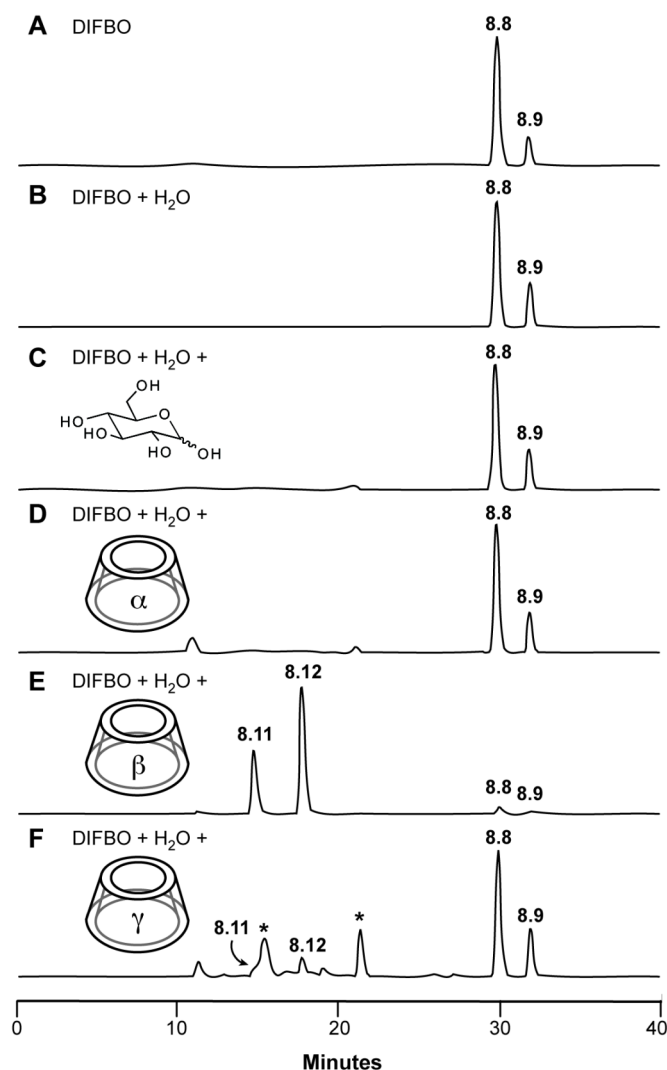 A DIFBO
8.8
8.9
B DIFBO + H₂O
8.8
8.9
C DIFBO + H₂O +
8.8
8.9
OH
HO
O
HO
HO
OH
D DIFBO + H₂O +
8.8
8.9
α
E DIFBO + H₂O +
8.12
8.11
β
8.8
8.9
F DIFBO + H₂O +
8.8
8.9
γ
8.11
*
8.12
*
0 10 20 30 40
Minutes